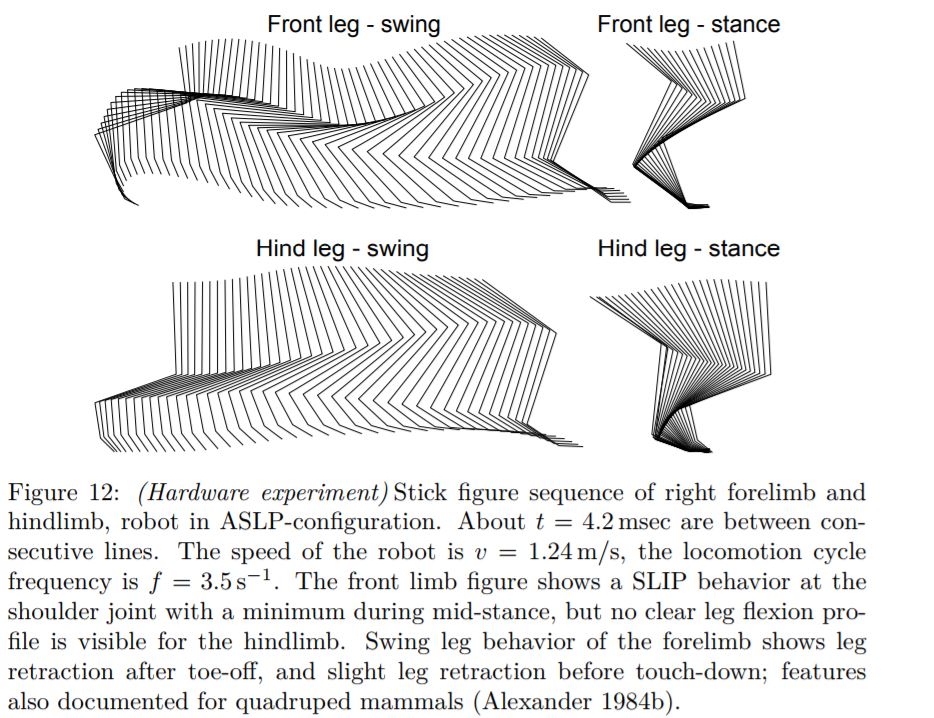 Front leg - swing
Front leg - stance
Hind leg - swing
Hind leg - stance
Figure 12: (Hardware experiment) Stick figure sequence of right forelimb and
hindlimb, robot in ASLP-configuration. About t = 4.2 msec are between con-
secutive lines. The speed of the robot is v = 1.24 m/s, the locomotion cycle
frequency is f = 3.5 s⁻¹. The front limb figure shows a SLIP behavior at the
shoulder joint with a minimum during mid-stance, but no clear leg flexion pro-
file is visible for the hindlimb. Swing leg behavior of the forelimb shows leg
retraction after toe-off, and slight leg retraction before touch-down; features
also documented for quadruped mammals (Alexander 1984b).